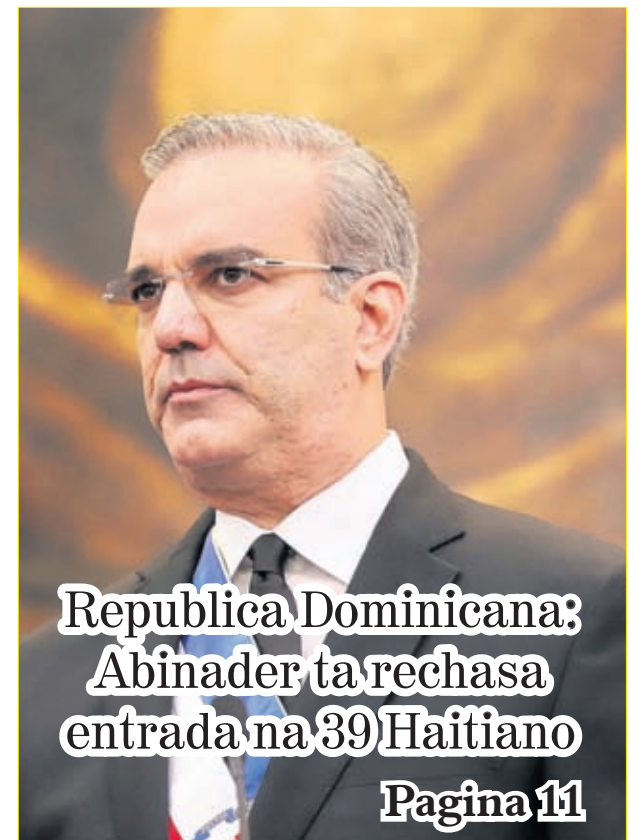 Republica Dominicana:
Abinader ta rechasa
entrada na 39 Haitiano
Pagina 11